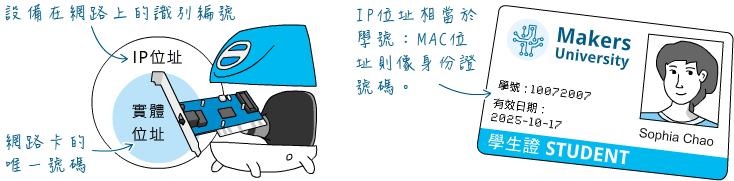 設備在網路上的識別編號
IP位址
實體
位址
網路卡的
唯一號碼
IP位址相當於
學號：MAC位
址則像身份證
號碼。
Makers
University
學號：10072007
有效日期：
2025-10-17
Sophia Chao
學生證 STUDENT